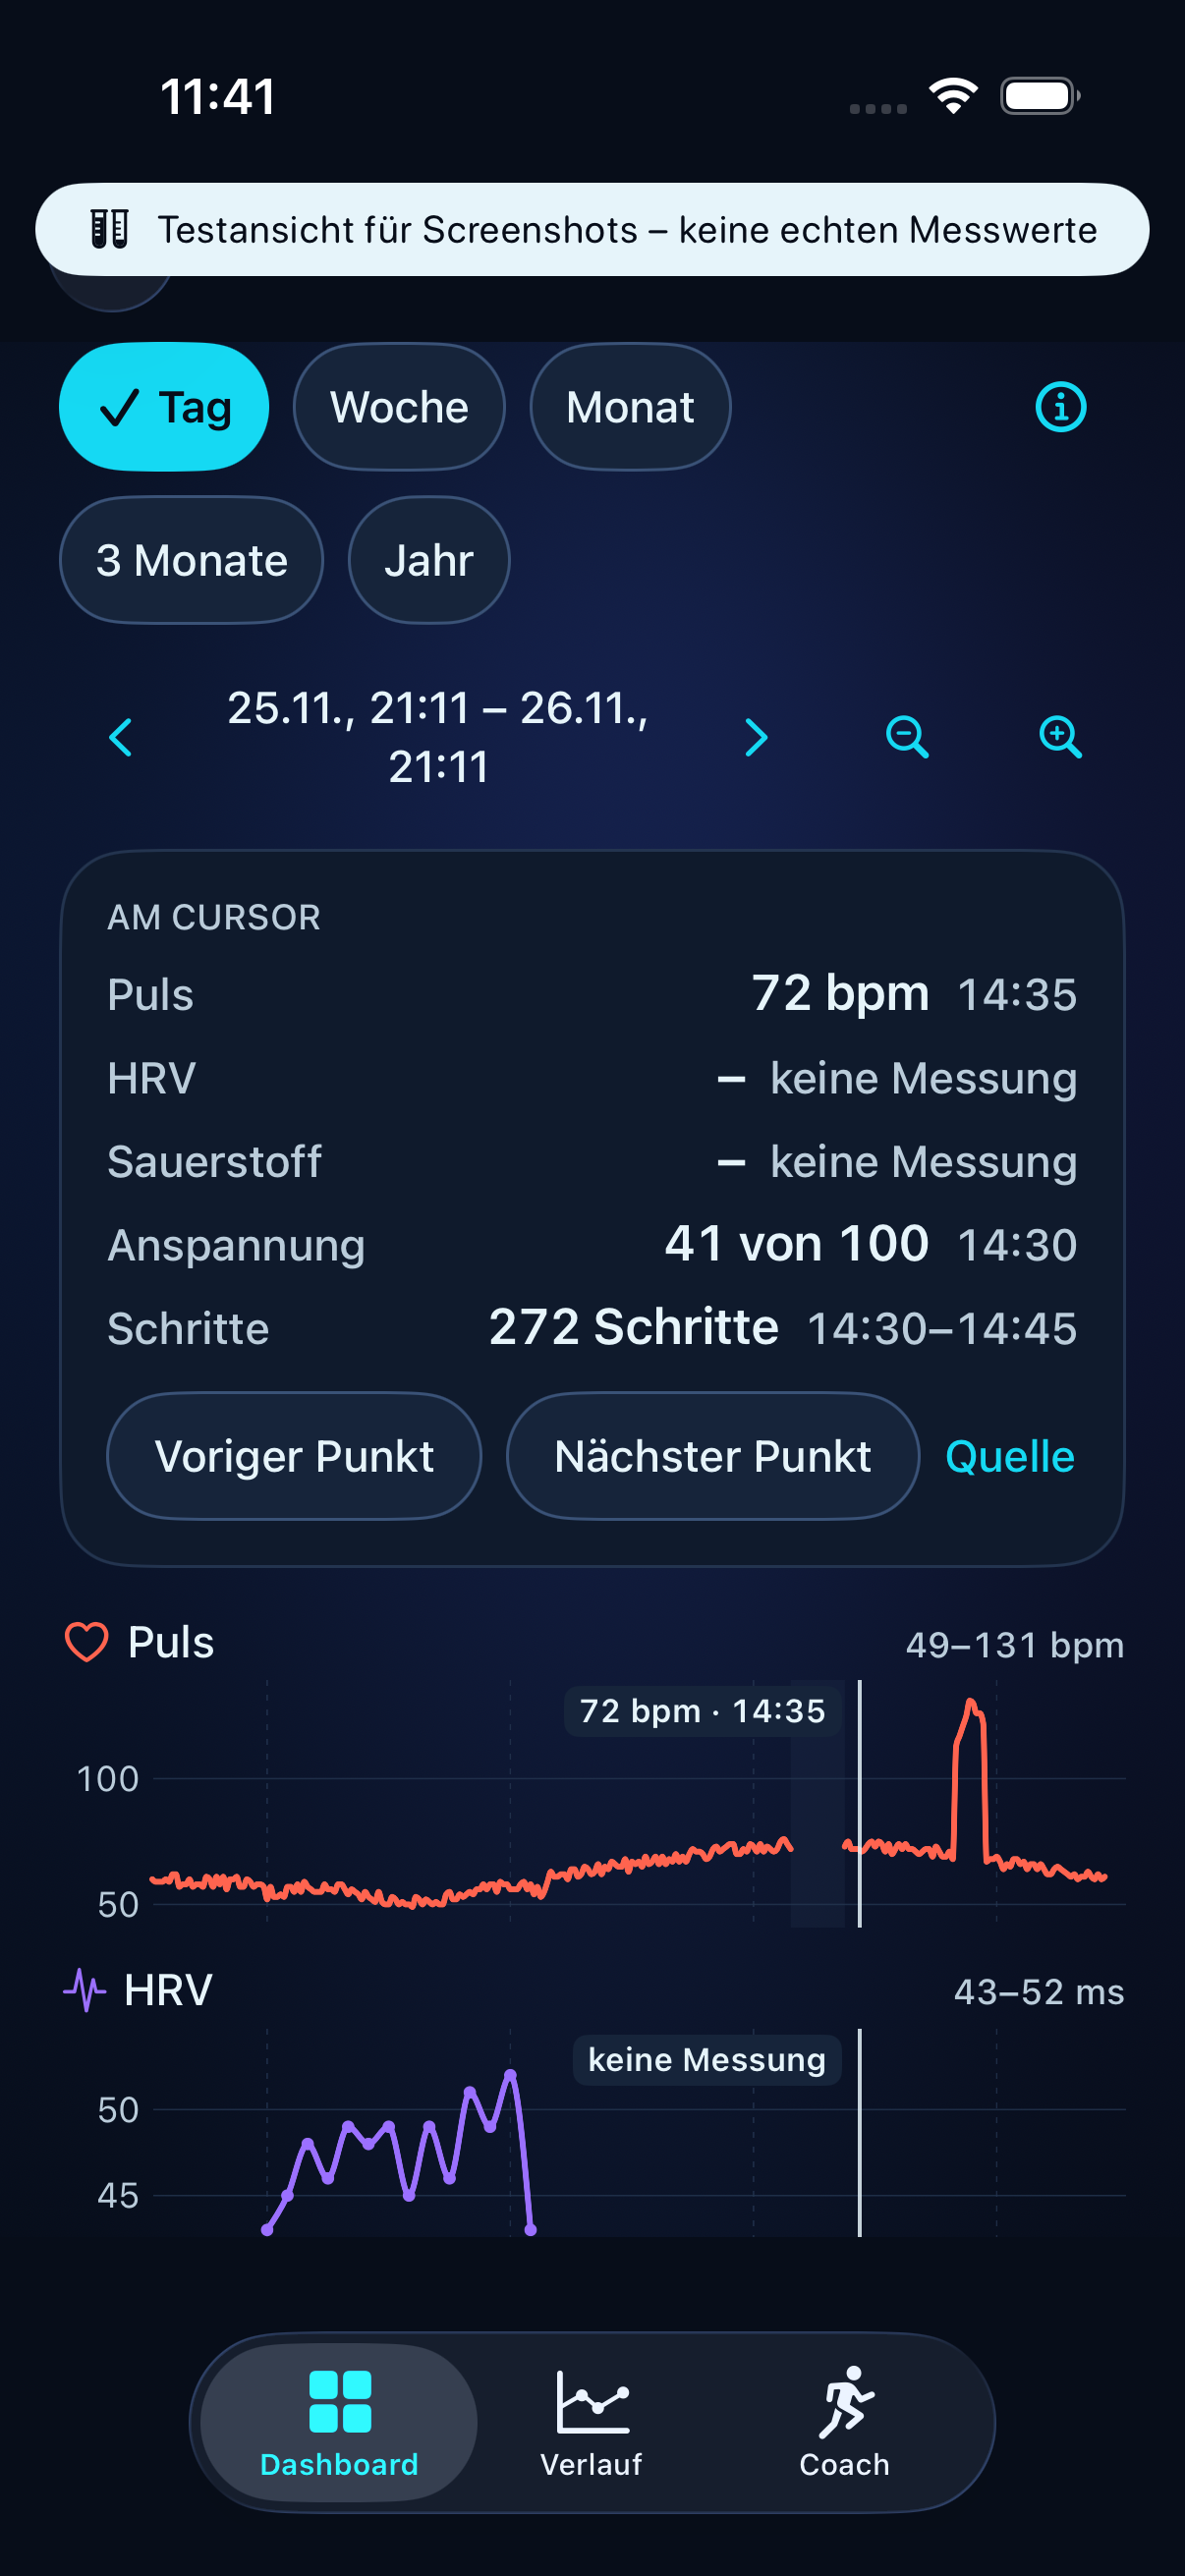 11:41
Testansicht für Screenshots – keine echten Messwerte
Tag
Woche
Monat
3 Monate
Jahr
25.11., 21:11 – 26.11.,
21:11
AM CURSOR
Puls 72 bpm 14:35
HRV – keine Messung
Sauerstoff – keine Messung
Anspannung 41 von 100 14:30
Schritte 272 Schritte 14:30–14:45
Voriger Punkt
Nächster Punkt
Quelle
Puls 49–131 bpm
72 bpm · 14:35
100
50
HRV 43–52 ms
keine Messung
50
45
Dashboard
Verlauf
Coach